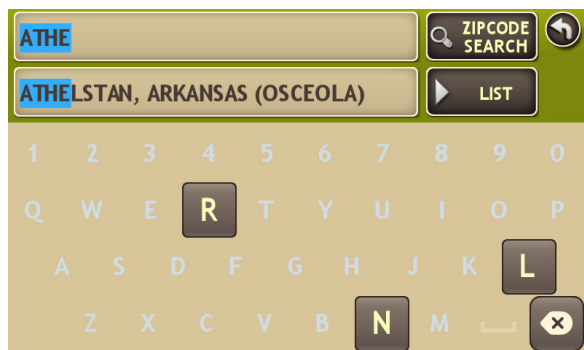 ATHE
ZIPCODE
SEARCH
ATHELSTAN, ARKANSAS (OSCEOLA)
LIST
1 2 3 4 5 6 7 8 9 0
Q W E R T Y U I O P
A S D F G H J K L
Z X C V B N M